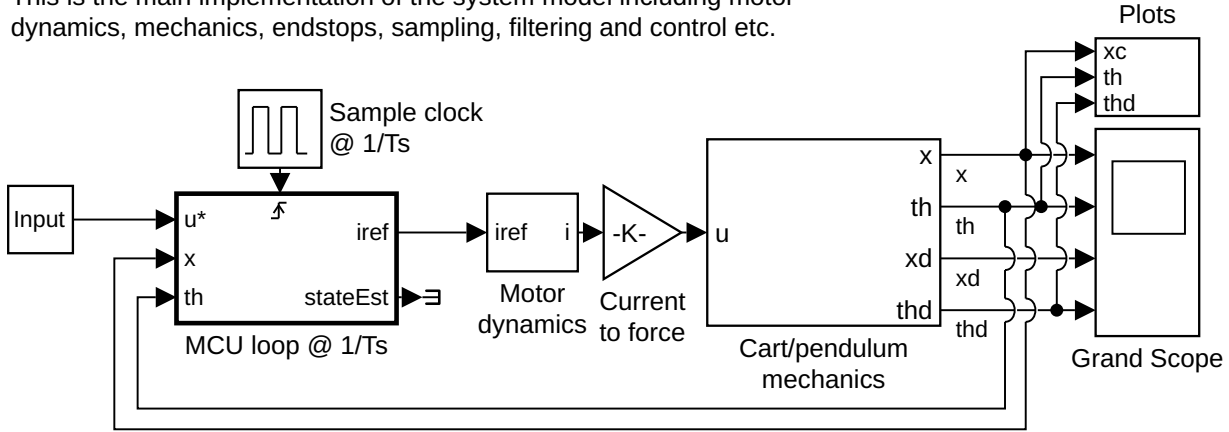 This is the main implementation of the system model including motor
dynamics, mechanics, endstops, sampling, filtering and control etc.
Plots
xc
th
thd
Sample clock
@ 1/Ts
Input
u*
x
th
iref
stateEst
MCU loop @ 1/Ts
iref
i
Motor
dynamics
-K-
Current
to force
u
x
th
xd
thd
Cart/pendulum
mechanics
x
th
xd
thd
Grand Scope